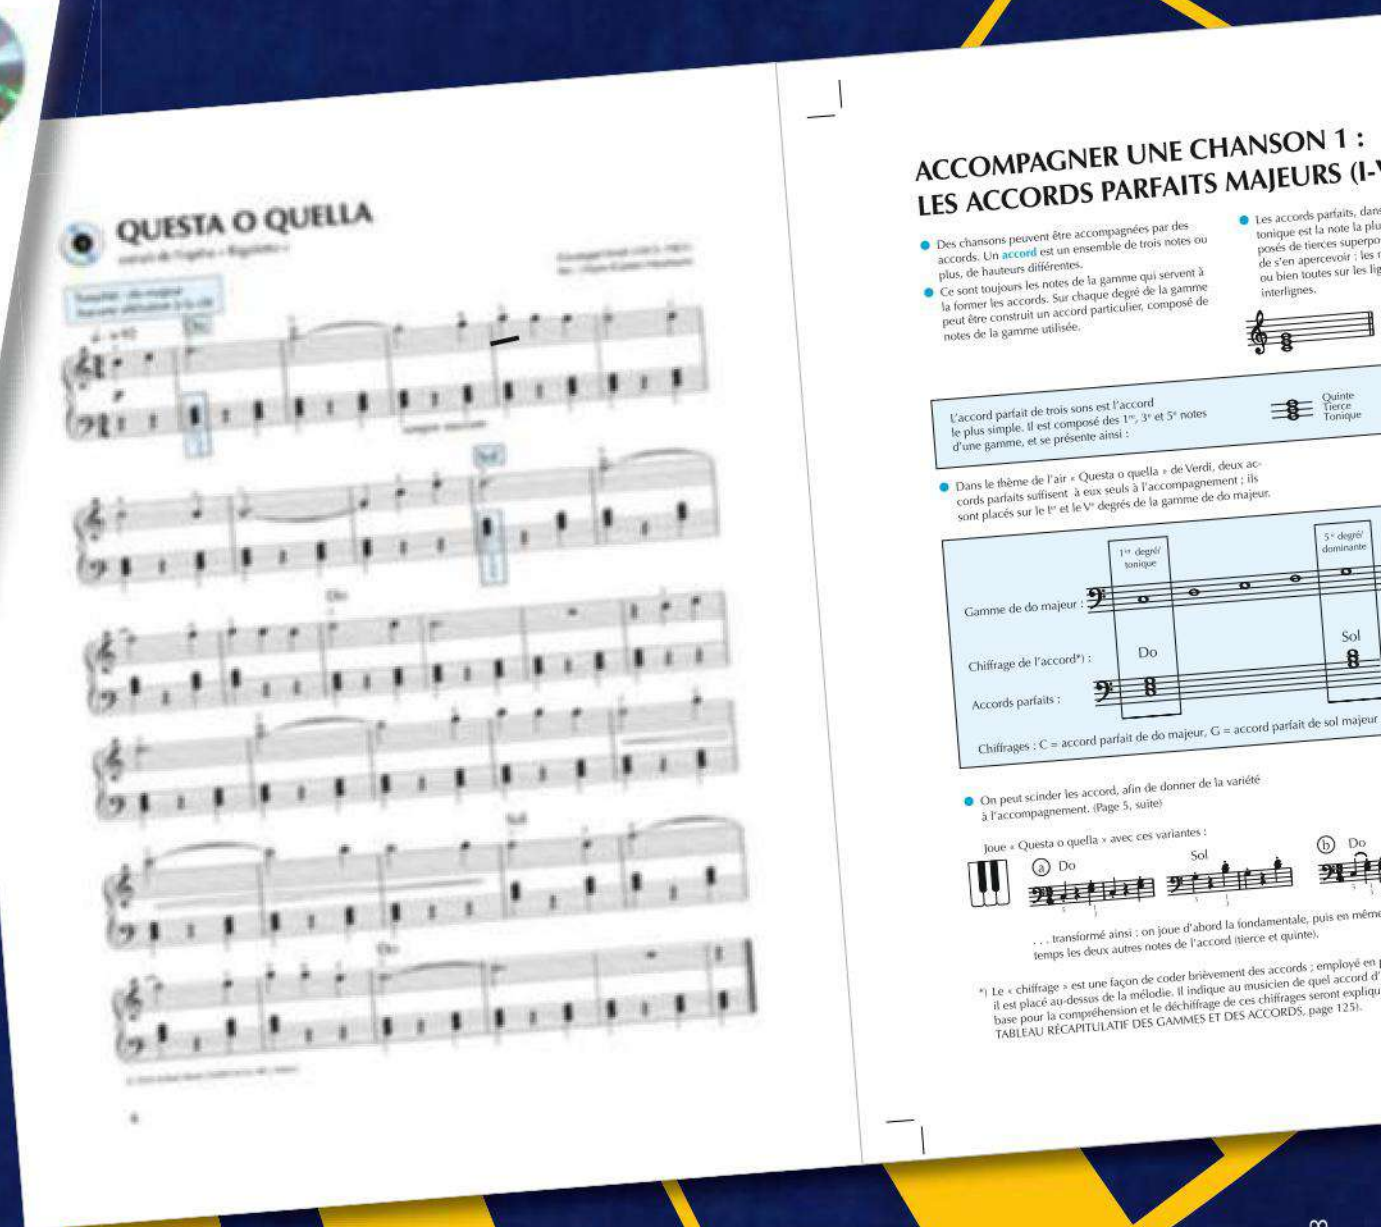 QUESTA O QUELLA
extrait de l'opéra « Rigoletto »
Do
Sol
Do
Sol
Do
ACCOMPAGNER UNE CHANSON 1 :
LES ACCORDS PARFAITS MAJEURS (I-V
Des chansons peuvent être accompagnées par des
accords. Un accord est un ensemble de trois notes ou
plus, de hauteurs différentes.
Ce sont toujours les notes de la gamme qui servent à
la former les accords. Sur chaque degré de la gamme
peut être construit un accord particulier, composé de
notes de la gamme utilisée.
Les accords parfaits, dans
tonique est la note la plu
posés de tierces superpo
de s'en apercevoir : les n
ou bien toutes sur les lig
interlignes.
L'accord parfait de trois sons est l'accord
le plus simple. Il est composé des 1re, 3e et 5e notes
d'une gamme, et se présente ainsi :
Quinte
Tierce
Tonique
Dans le thème de l'air « Questa o quella » de Verdi, deux ac-
cords parfaits suffisent à eux seuls à l'accompagnement ; ils
sont placés sur le Ier et le Ve degrés de la gamme de do majeur.
1er degré/
tonique
5e degré/
dominante
Gamme de do majeur :
Chiffrage de l'accord*) :
Do
Sol
Accords parfaits :
Chiffrages : C = accord parfait de do majeur, G = accord parfait de sol majeur
On peut scinder les accord, afin de donner de la variété
à l'accompagnement. (Page 5, suite)
Joue « Questa o quella » avec ces variantes :
a Do
Sol
b Do
. . . transformé ainsi : on joue d'abord la fondamentale, puis en même
temps les deux autres notes de l'accord (tierce et quinte).
*) Le « chiffrage » est une façon de coder brièvement des accords ; employé en p
il est placé au-dessus de la mélodie. Il indique au musicien de quel accord d'
base pour la compréhension et le déchiffrage de ces chiffrages seront expliqu
TABLEAU RÉCAPITULATIF DES GAMMES ET DES ACCORDS, page 125).